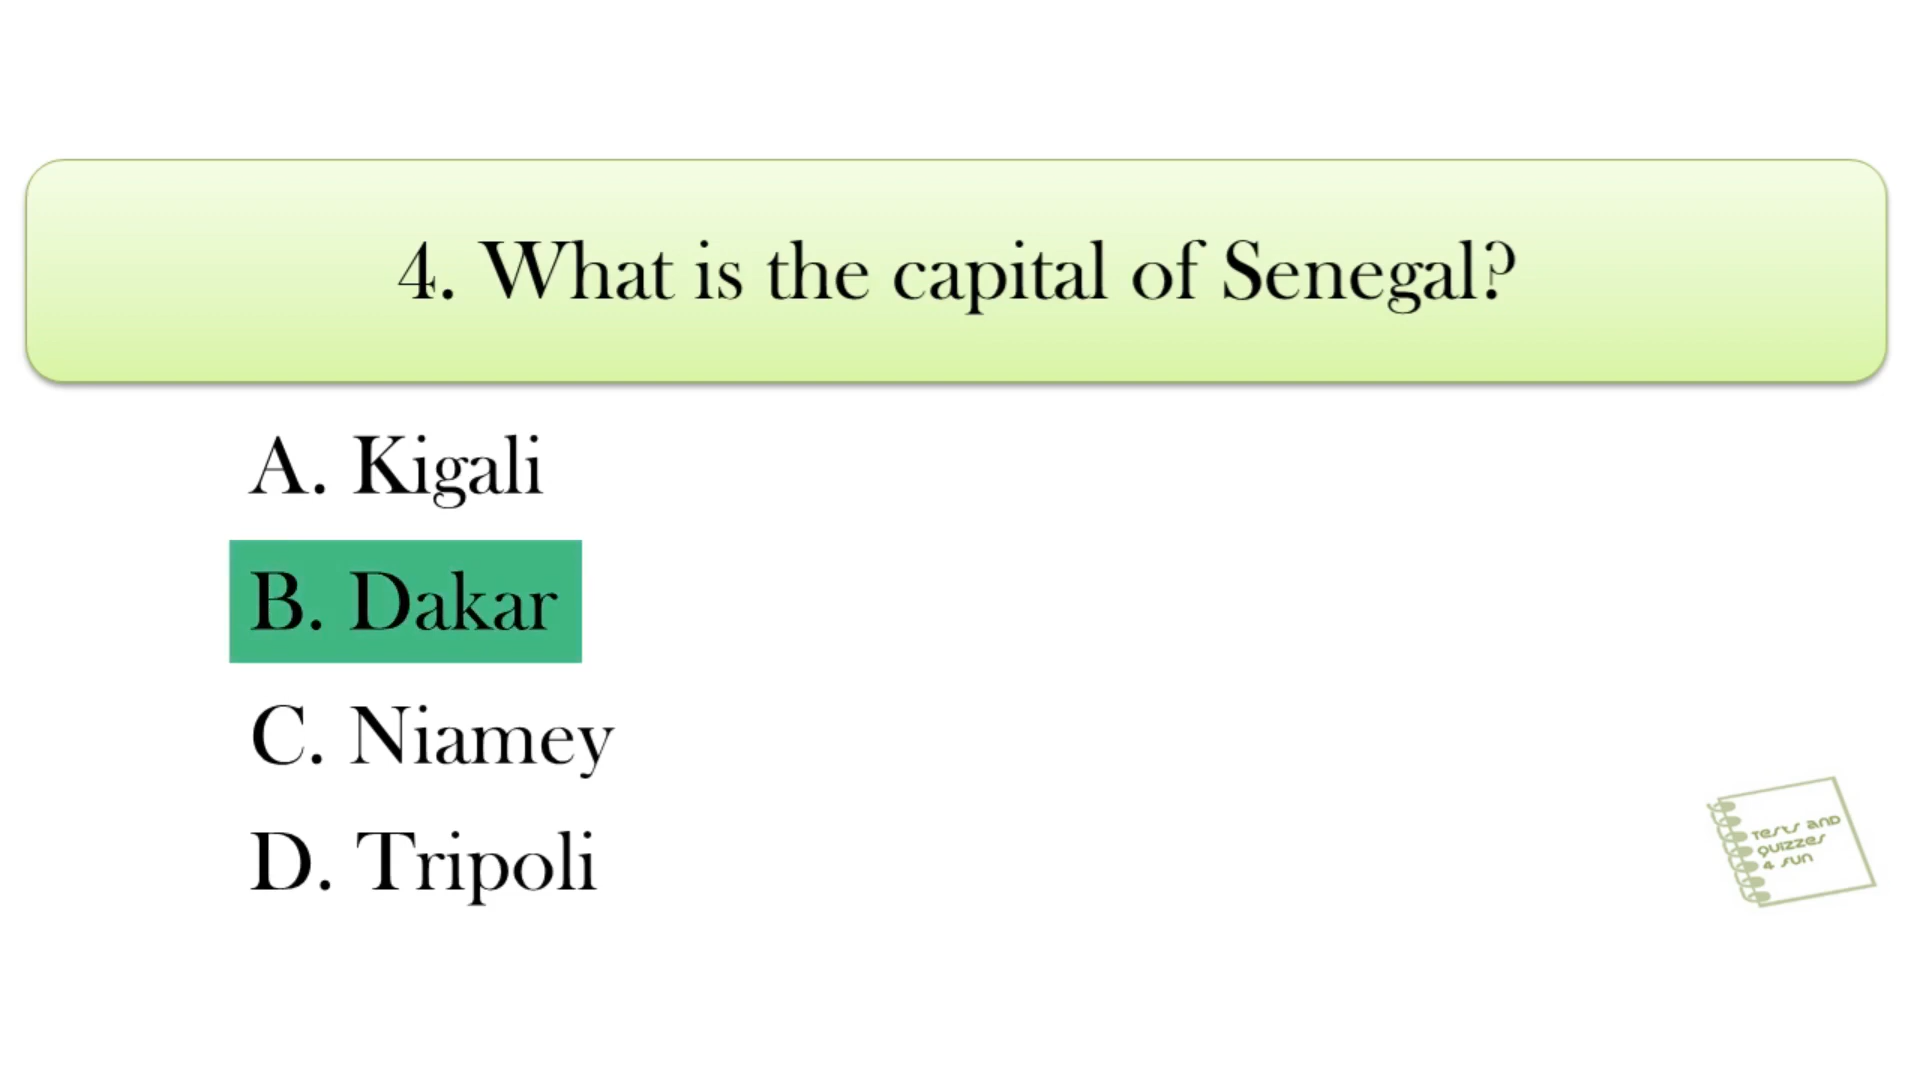 4. What is the capital of Senegal?
A. Kigali
B. Dakar
C. Niamey
D. Tripoli
TESTS AND
QUIZZES
4 FUN